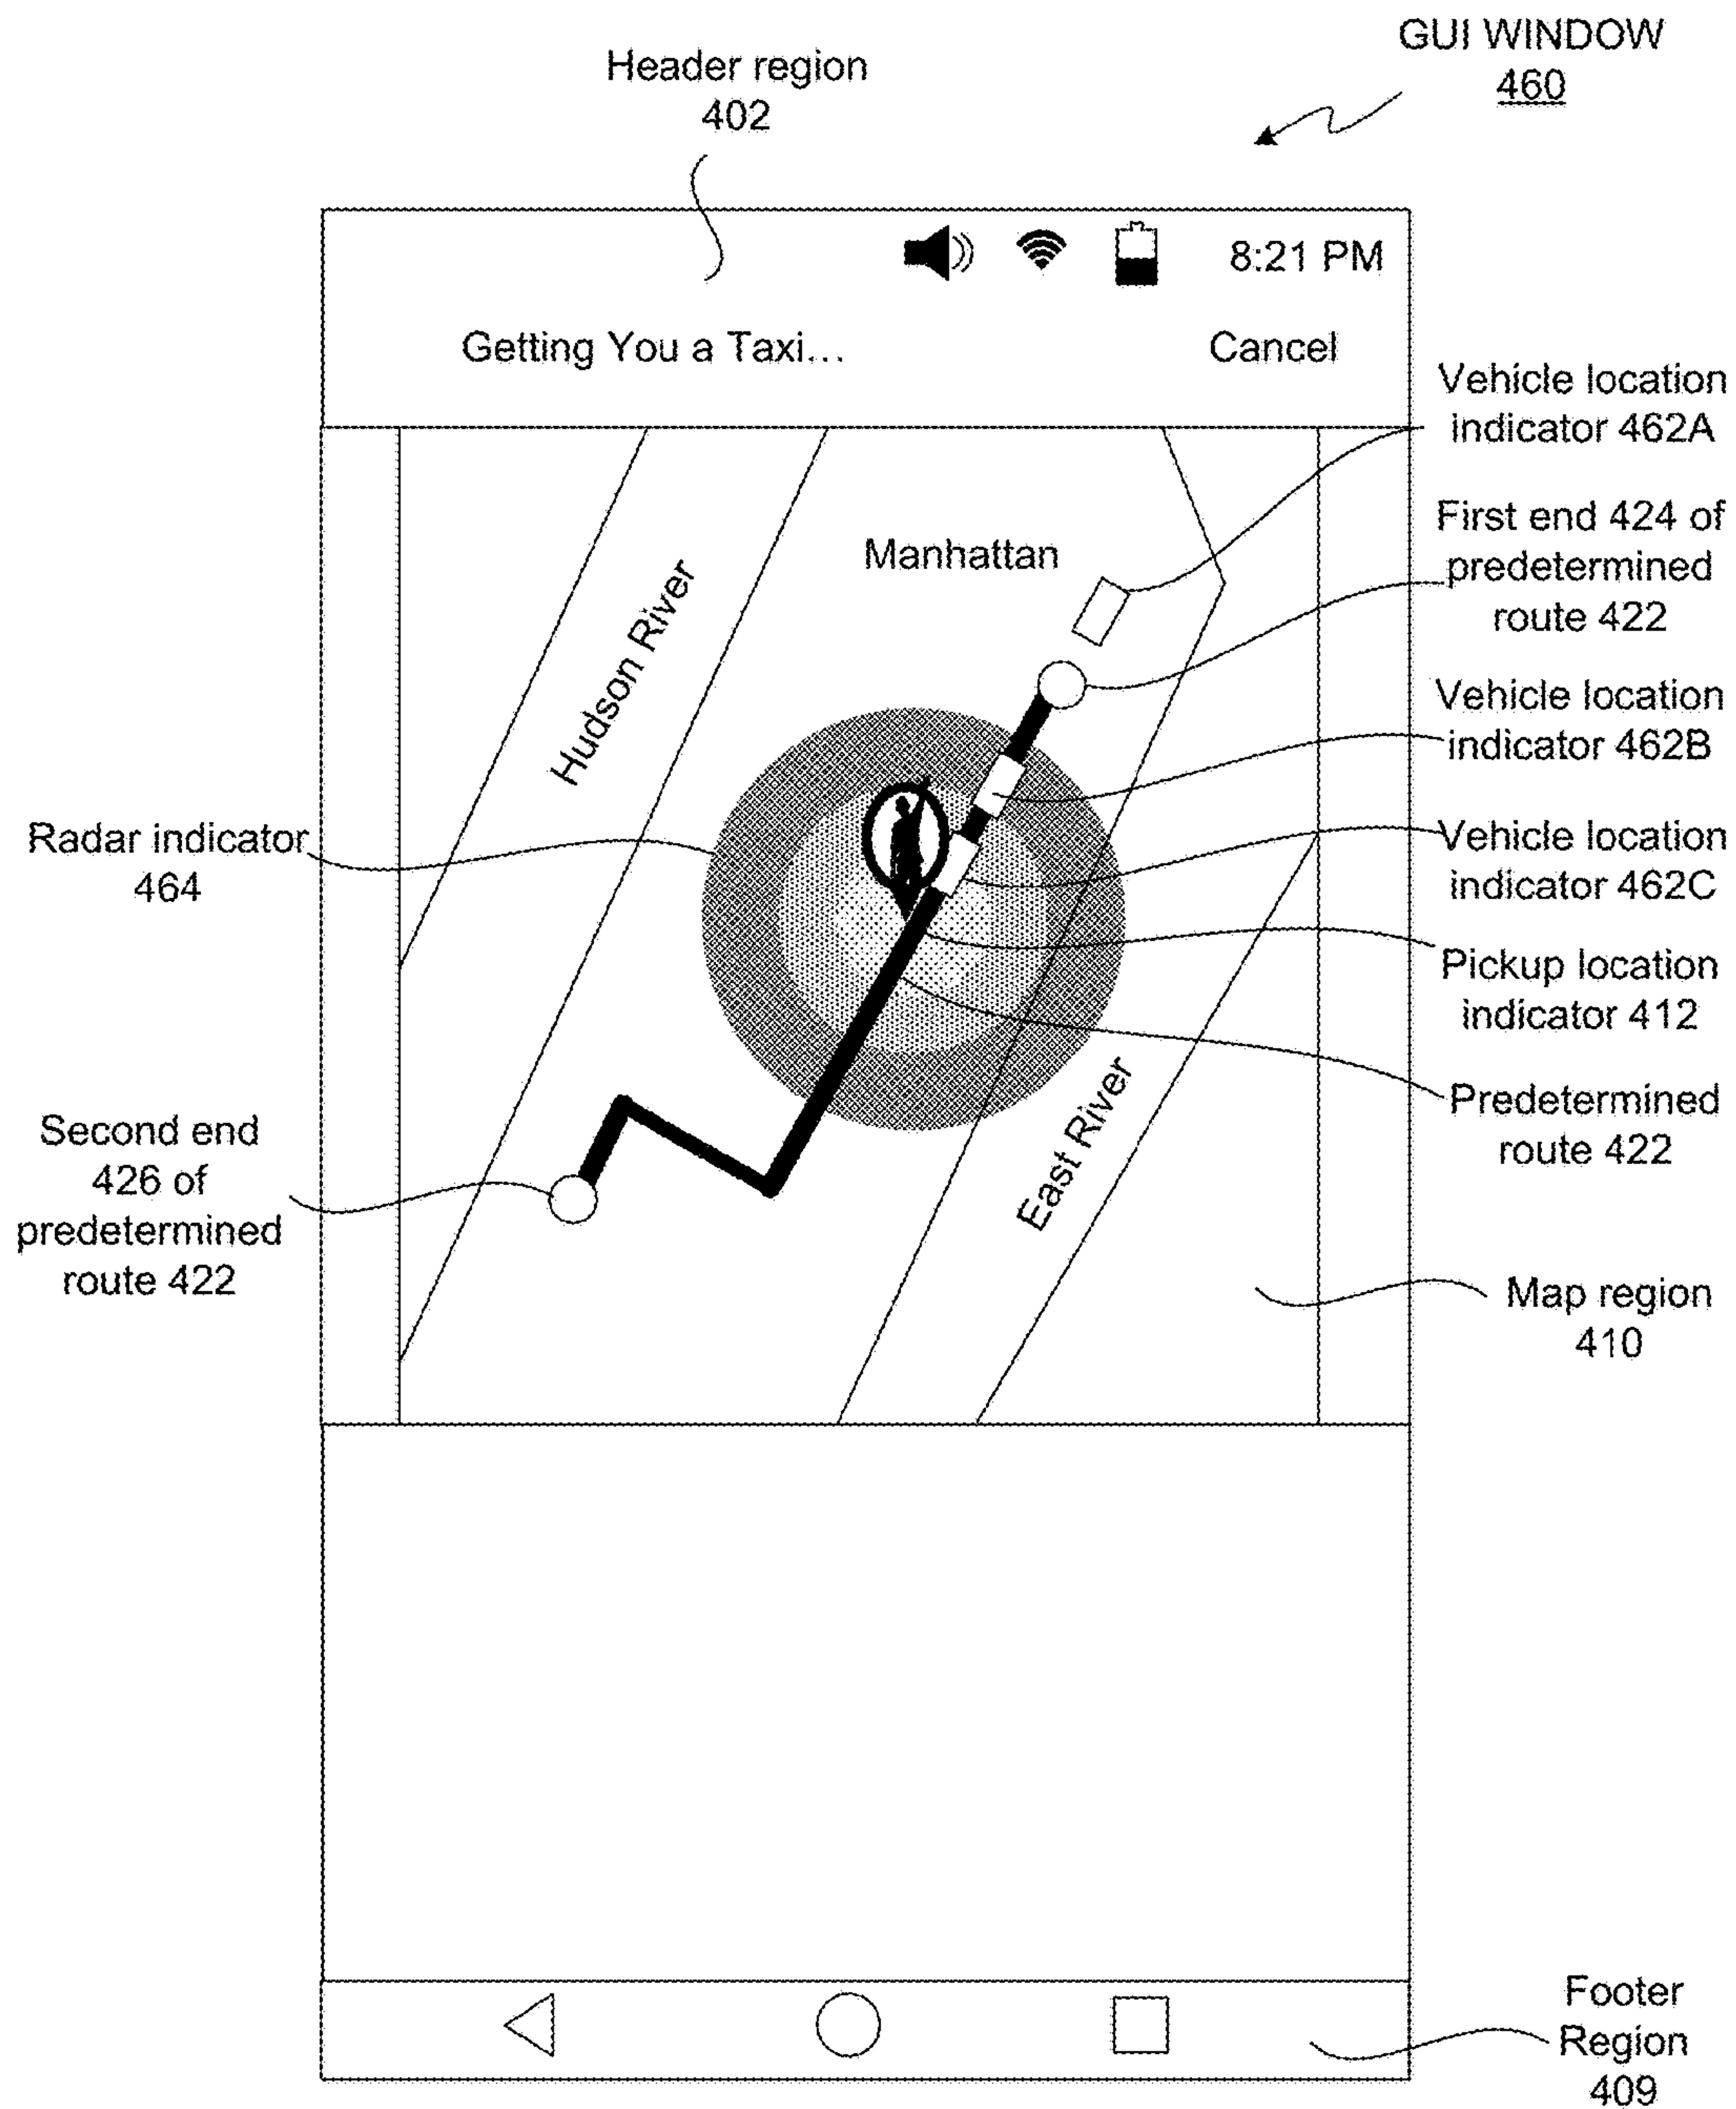 GUI WINDOW
460
Header region
402
8:21 PM
Getting You a Taxi...
Cancel
Vehicle location
indicator 462A
First end 424 of
predetermined
route 422
Manhattan
Hudson River
Vehicle location
indicator 462B
Radar indicator
464
Vehicle location
indicator 462C
Pickup location
indicator 412
Predetermined
route 422
East River
Second end
426 of
predetermined
route 422
Map region
410
Footer
Region
409